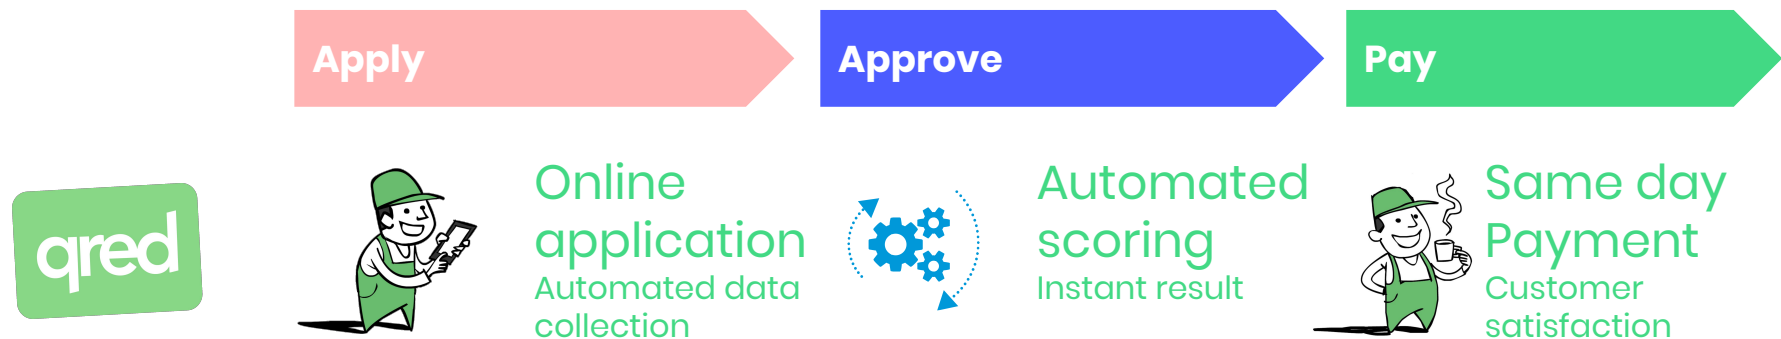 Apply
Approve
Pay
qred
Online
application
Automated data
collection
Automated
scoring
Instant result
Same day
Payment
Customer
satisfaction